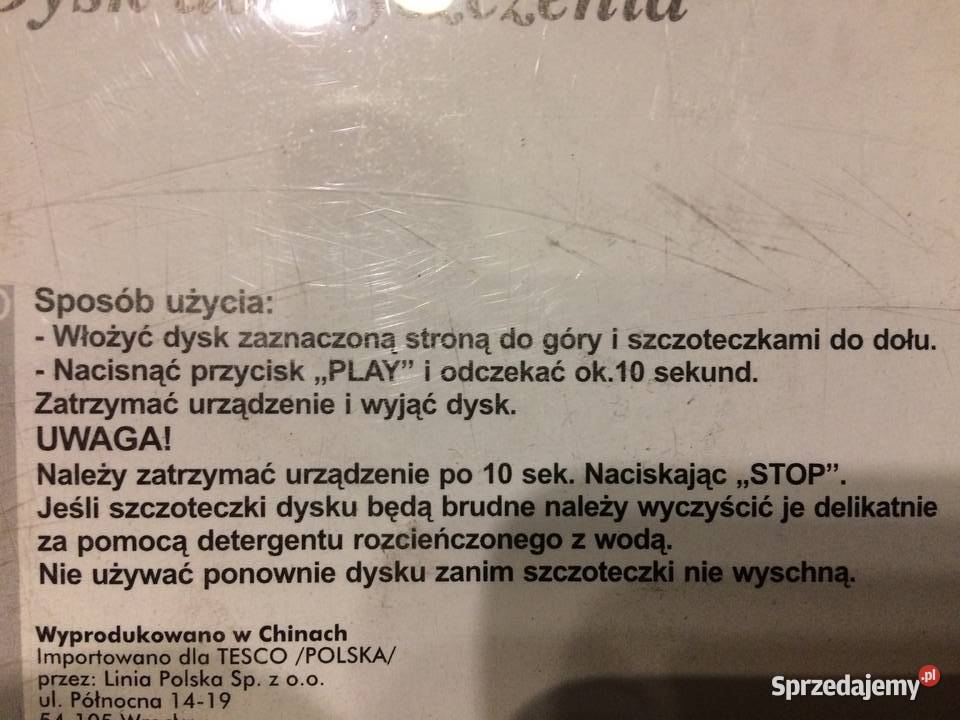 Dysk do czyszczenia
Sposób użycia:
- Włożyć dysk zaznaczoną stroną do góry i szczoteczkami do dołu.
- Nacisnąć przycisk „PLAY” i odczekać ok.10 sekund.
Zatrzymać urządzenie i wyjąć dysk.
UWAGA!
Należy zatrzymać urządzenie po 10 sek. Naciskając „STOP”.
Jeśli szczoteczki dysku będą brudne należy wyczyścić je delikatnie
za pomocą detergentu rozcieńczonego z wodą.
Nie używać ponownie dysku zanim szczoteczki nie wyschną.
Wyprodukowano w Chinach
Importowano dla TESCO /POLSKA/
przez: Linia Polska Sp. z o.o.
ul. Północna 14-19
Sprzedajemy.pl